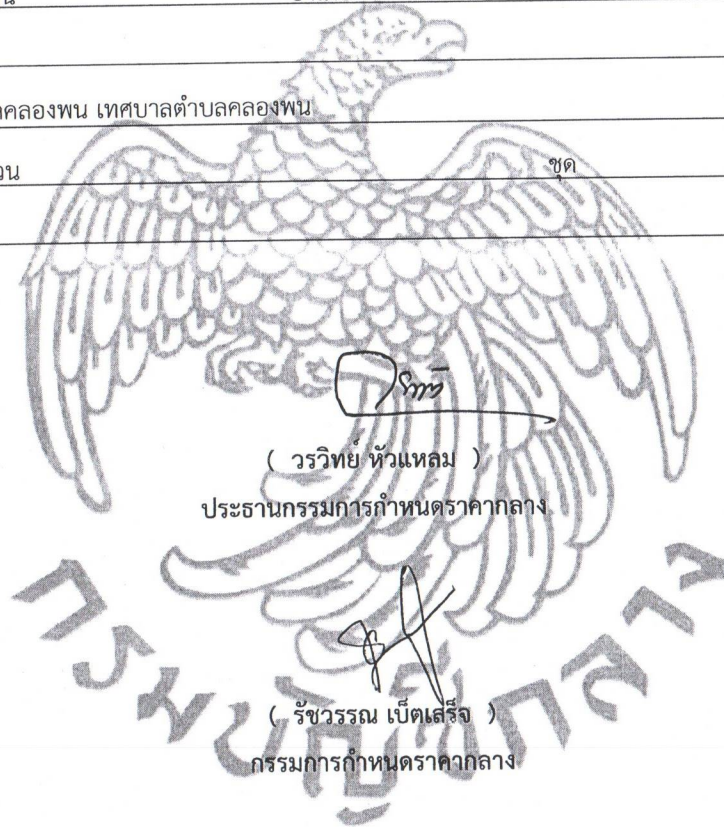 คลองพน เทศบาลตำบลคลองพน
ชุด
( วรวิทย์ หัวแหลม )
ประธานกรรมการกำหนดราคากลาง
( รัชวรรณ เบ็ตเสร็จ )
กรรมการกำหนดราคากลาง
กรมบัญชีกลาง